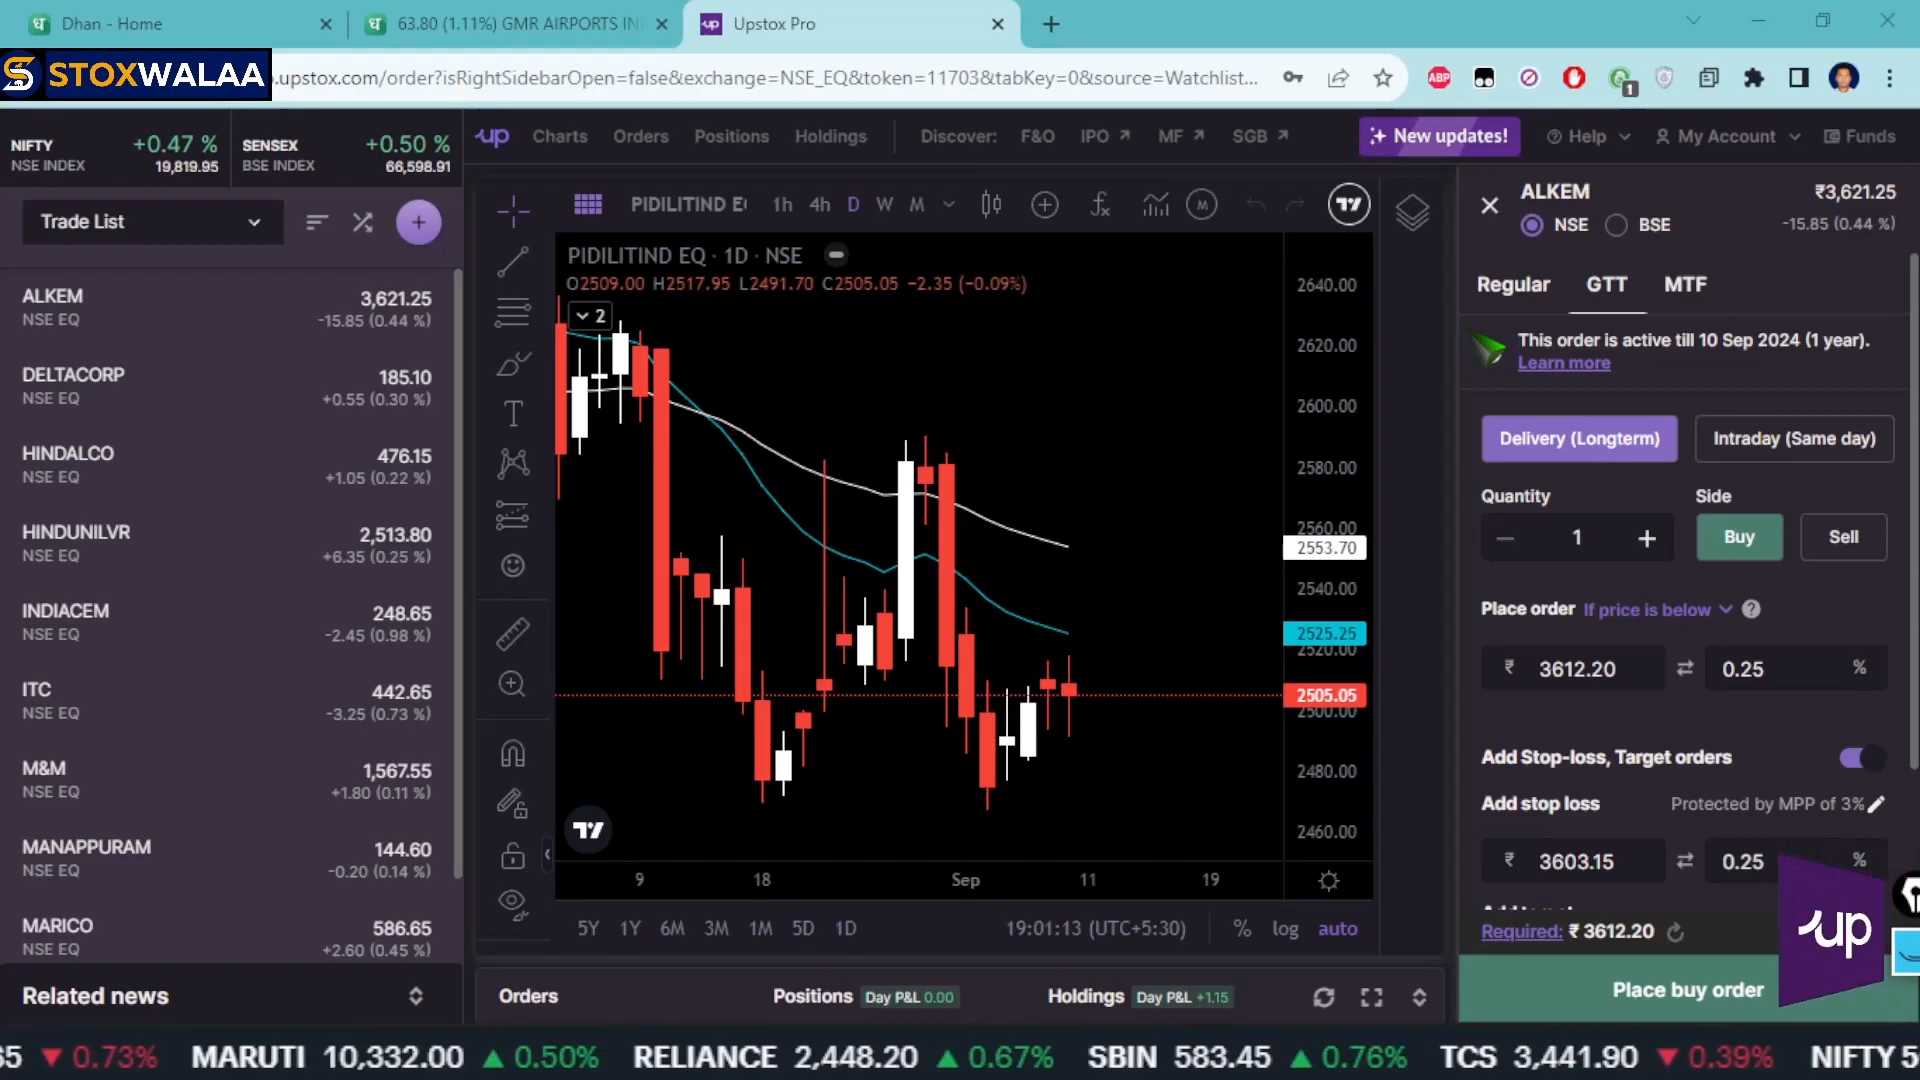 Dhan - Home
63.80 (1.11%) GMR AIRPORTS IN
up Upstox Pro
STOXWALAA
.upstox.com/order?isRightSidebarOpen=false&exchange=NSE_EQ&token=11703&tabKey=0&source=Watchlist...
ABP
1
NIFTY +0.47 %
NSE INDEX 19,819.95
SENSEX +0.50 %
BSE INDEX 66,598.91
up Charts Orders Positions Holdings Discover: F&O IPO MF SGB New updates! Help My Account Funds
Trade List
ALKEM 3,621.25
NSE EQ -15.85 (0.44 %)
DELTACORP 185.10
NSE EQ +0.55 (0.30 %)
HINDALCO 476.15
NSE EQ +1.05 (0.22 %)
HINDUNILVR 2,513.80
NSE EQ +6.35 (0.25 %)
INDIACEM 248.65
NSE EQ -2.45 (0.98 %)
ITC 442.65
NSE EQ -3.25 (0.73 %)
M&M 1,567.55
NSE EQ +1.80 (0.11 %)
MANAPPURAM 144.60
NSE EQ -0.20 (0.14 %)
MARICO 586.65
NSE EQ +2.60 (0.45 %)
Related news
PIDILITIND E 1h 4h D W M
M
PIDILITIND EQ · 1D · NSE
O2509.00 H2517.95 L2491.70 C2505.05 −2.35 (−0.09%)
2
2640.00
2620.00
2600.00
2580.00
2560.00
2553.70
2540.00
2525.25
2520.00
2505.05
2500.00
2480.00
2460.00
9 18 Sep 11 19
5Y 1Y 6M 3M 1M 5D 1D 19:01:13 (UTC+5:30) % log auto
Orders Positions Day P&L 0.00 Holdings Day P&L +1.15
ALKEM ₹3,621.25
NSE BSE -15.85 (0.44 %)
Regular GTT MTF
This order is active till 10 Sep 2024 (1 year).
Learn more
Delivery (Longterm) Intraday (Same day)
Quantity Side
1 Buy Sell
Place order If price is below
₹ 3612.20 0.25 %
Add Stop-loss, Target orders
Add stop loss Protected by MPP of 3%
₹ 3603.15 0.25 %
Required: ₹ 3612.20
up
Place buy order
0.73% MARUTI 10,332.00 0.50% RELIANCE 2,448.20 0.67% SBIN 583.45 0.76% TCS 3,441.90 0.39% NIFTY 5